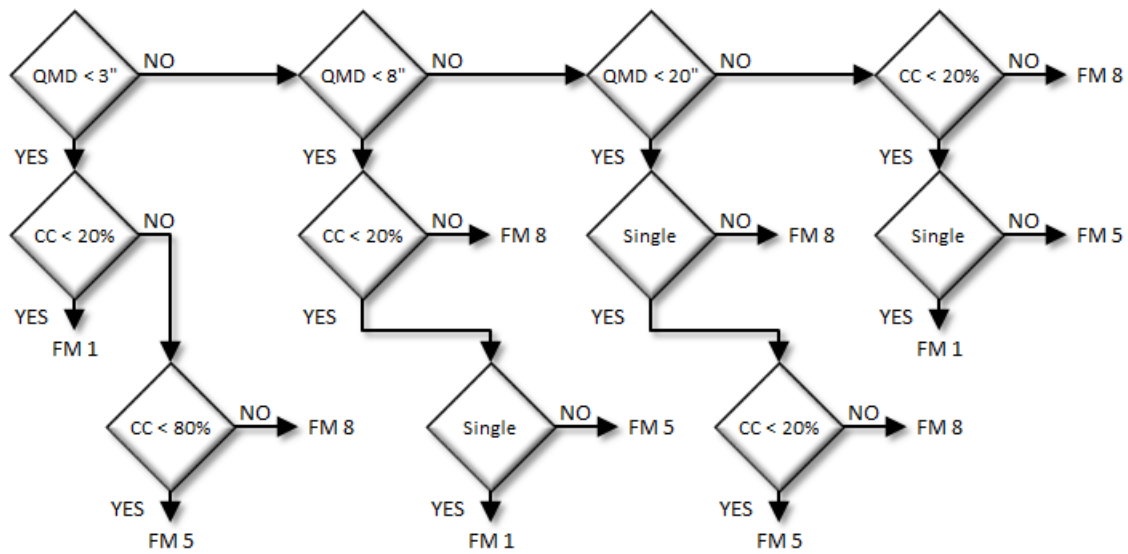 QMD < 3" NO QMD < 8" NO QMD < 20" NO CC < 20% NO FM 8
YES YES YES YES
CC < 20% NO CC < 20% NO FM 8 Single NO FM 8 Single NO FM 5
YES YES YES YES
FM 1 FM 1
CC < 80% NO FM 8 Single NO FM 5 CC < 20% NO FM 8
YES YES YES
FM 5 FM 1 FM 5